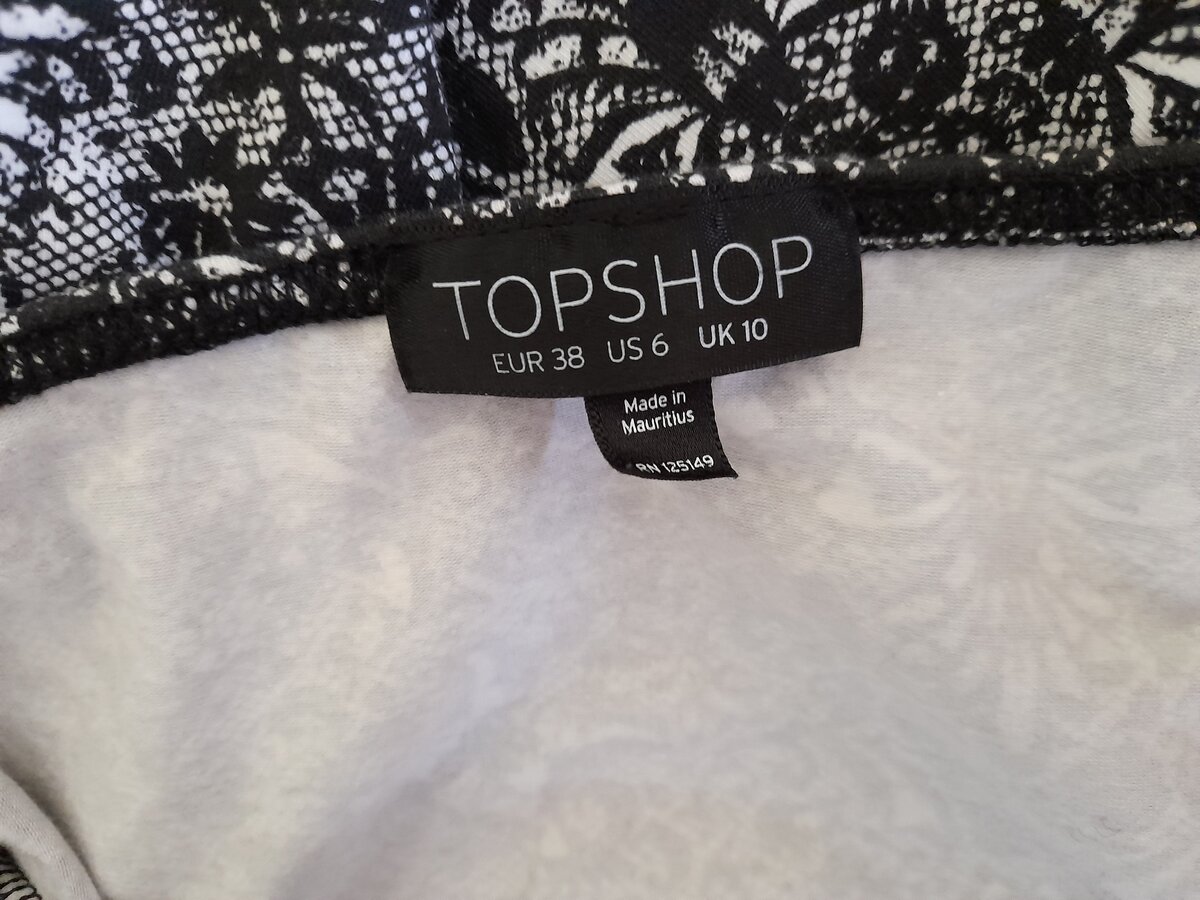 TOPSHOP
EUR 38 US 6 UK 10
Made in
Mauritius
RN 125149